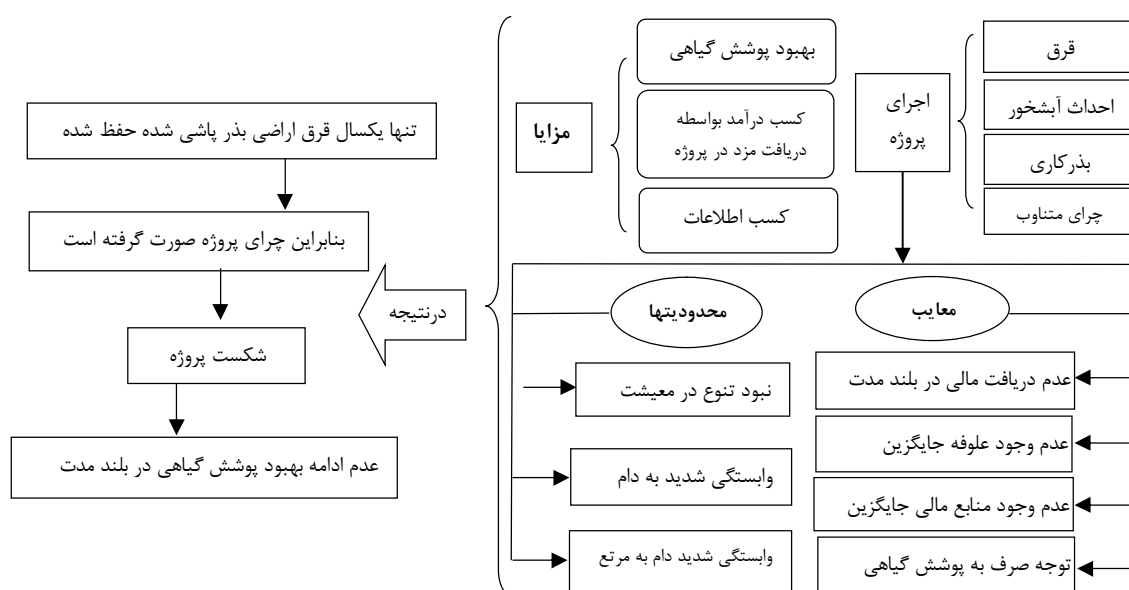 قرق
احداث آبشخور
بذرکاری
چرای متناوب
اجرای
پروژه
بهبود پوشش گیاهی
کسب درآمد بواسطه
دریافت مزد در پروژه
کسب اطلاعات
مزایا
معایب
عدم دریافت مالی در بلند مدت
عدم وجود علوفه جایگزین
عدم وجود منابع مالی جایگزین
توجه صرف به پوشش گیاهی
محدودیتها
نبود تنوع در معیشت
وابستگی شدید به دام
وابستگی شدید دام به مرتع
درنتیجه
تنها یکسال قرق اراضی بذر پاشی شده حفظ شده
بنابراین چرای پروژه صورت گرفته است
شکست پروژه
عدم ادامه بهبود پوشش گیاهی در بلند مدت